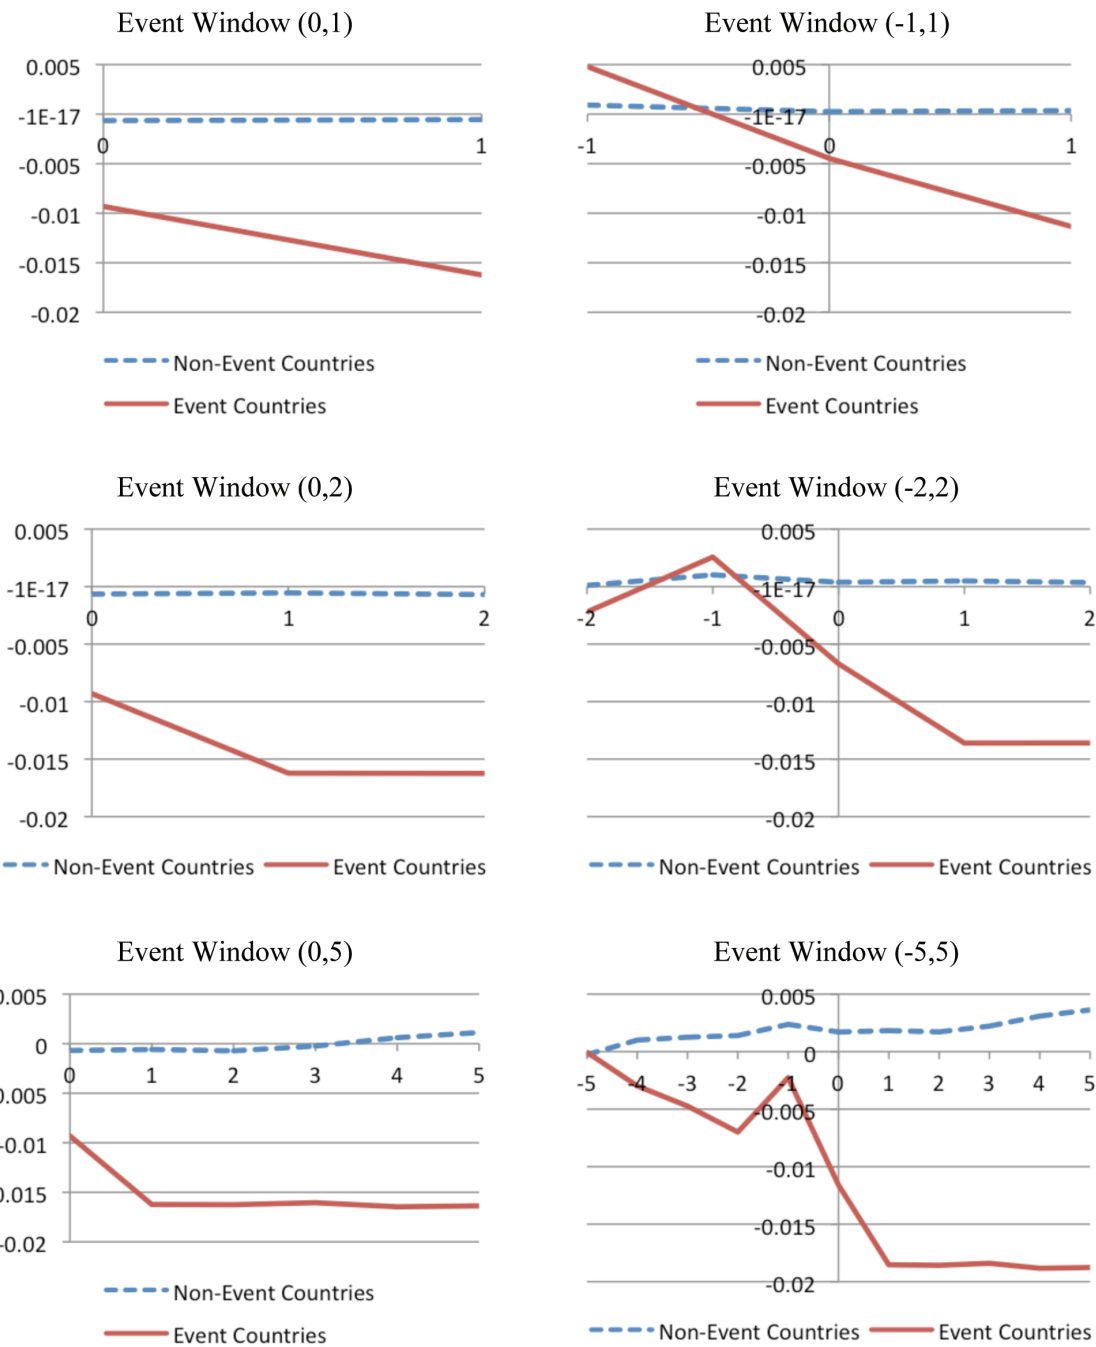 Event Window (0,1)
0.005
-1E-17
0 1
-0.005
-0.01
-0.015
-0.02
Non-Event Countries
Event Countries
Event Window (-1,1)
0.005
-1E-17
-1 0 1
-0.005
-0.01
-0.015
-0.02
Non-Event Countries
Event Countries
Event Window (0,2)
0.005
-1E-17
0 1 2
-0.005
-0.01
-0.015
-0.02
Non-Event Countries Event Countries
Event Window (-2,2)
0.005
-1E-17
-2 -1 0 1 2
-0.005
-0.01
-0.015
-0.02
Non-Event Countries Event Countries
Event Window (0,5)
0.005
0
0 1 2 3 4 5
0.005
-0.01
0.015
-0.02
Non-Event Countries
Event Countries
Event Window (-5,5)
0.005
0
-5 -4 -3 -2 -1 0 1 2 3 4 5
-0.005
-0.01
-0.015
-0.02
Non-Event Countries Event Countries